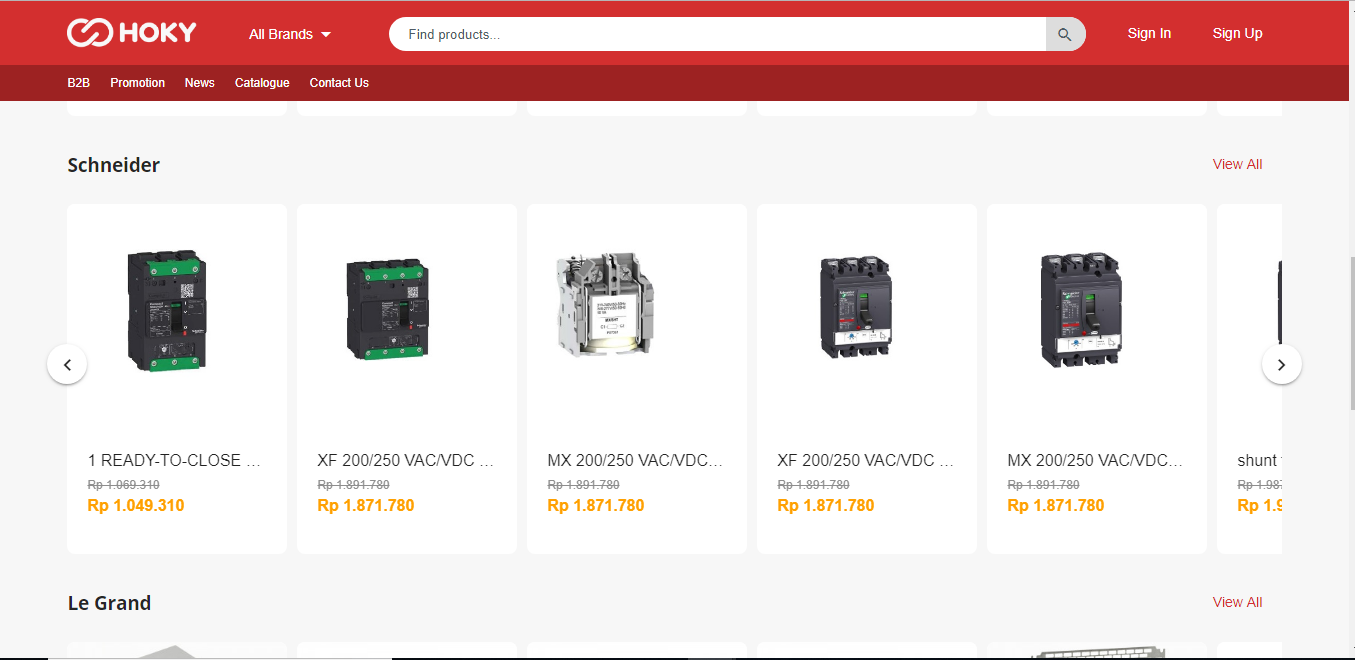 HOKY
All Brands
Find products...
Sign In
Sign Up
B2B
Promotion
News
Catalogue
Contact Us
Schneider
View All
1 READY-TO-CLOSE ...
Rp 1.069.310
Rp 1.049.310
XF 200/250 VAC/VDC ...
Rp 1.891.780
Rp 1.871.780
MX 200/250 VAC/VDC...
Rp 1.891.780
Rp 1.871.780
XF 200/250 VAC/VDC ...
Rp 1.891.780
Rp 1.871.780
MX 200/250 VAC/VDC...
Rp 1.891.780
Rp 1.871.780
shunt
Rp 1.987
Rp 1.9
Le Grand
View All